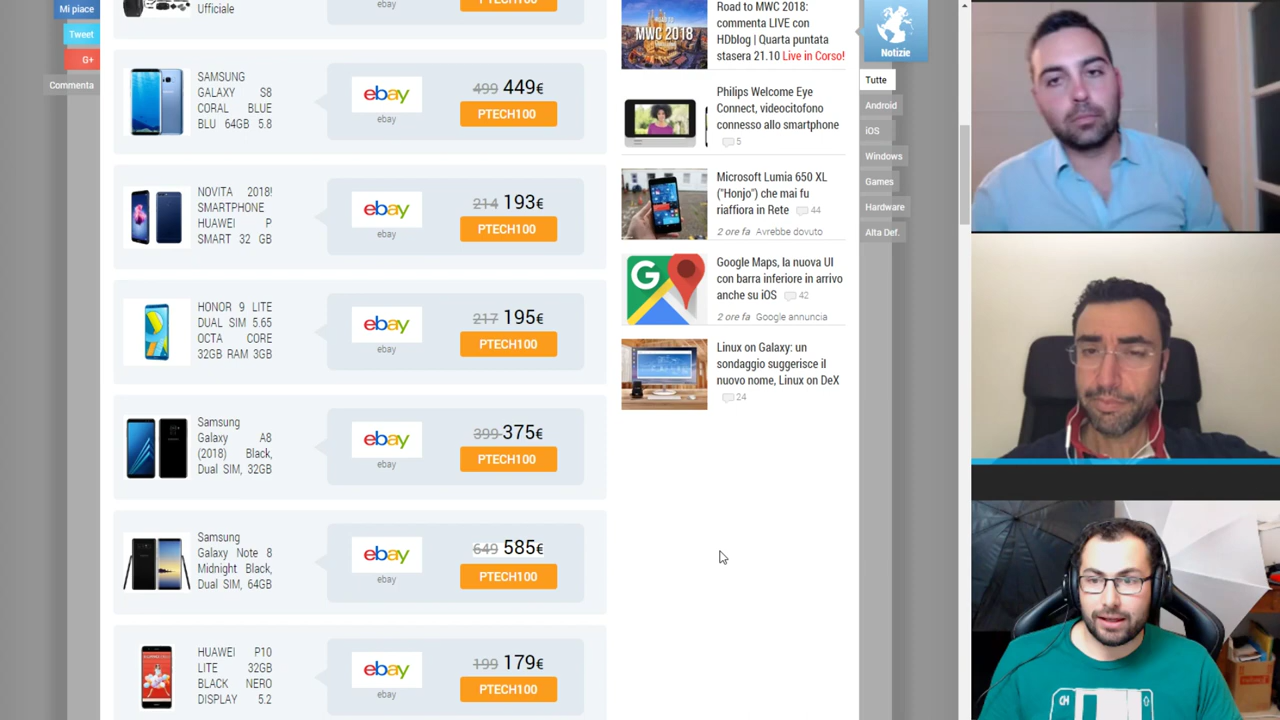 Mi piace
Tweet
G+
Commenta
Ufficiale
PTECH100
SAMSUNG
GALAXY S8
CORAL BLUE
BLU 64GB 5.8
ebay
ebay
499 449€
PTECH100
NOVITA 2018!
SMARTPHONE
HUAWEI P
SMART 32 GB
ebay
ebay
214 193€
PTECH100
HONOR 9 LITE
DUAL SIM 5.65
OCTA CORE
32GB RAM 3GB
ebay
ebay
217 195€
PTECH100
Samsung
Galaxy A8
(2018) Black,
Dual SIM, 32GB
ebay
ebay
399 375€
PTECH100
Samsung
Galaxy Note 8
Midnight Black,
Dual SIM, 64GB
ebay
ebay
649 585€
PTECH100
HUAWEI P10
LITE 32GB
BLACK NERO
DISPLAY 5.2
ebay
ebay
199 179€
PTECH100
ROAD TO
MWC 2018
Road to MWC 2018:
commenta LIVE con
HDblog | Quarta puntata
stasera 21.10 Live in Corso!
Philips Welcome Eye
Connect, videocitofono
connesso allo smartphone
5
Microsoft Lumia 650 XL
("Honjo") che mai fu
riaffiora in Rete 44
2 ore fa Avrebbe dovuto
G
Google Maps, la nuova UI
con barra inferiore in arrivo
anche su iOS 42
2 ore fa Google annuncia
Linux on Galaxy: un
sondaggio suggerisce il
nuovo nome, Linux on DeX
24
Notizie
Tutte
Android
iOS
Windows
Games
Hardware
Alta Def.